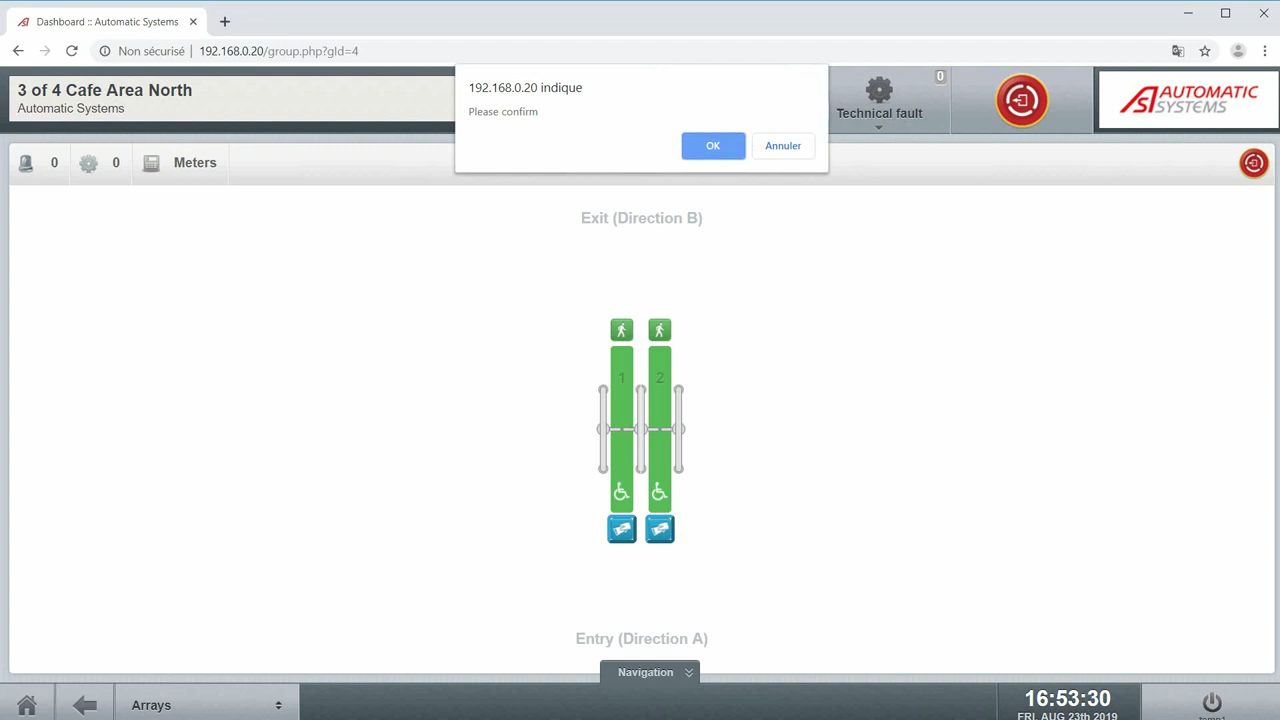 Dashboard :: Automatic Systems
Non sécurisé
192.168.0.20/group.php?gId=4
3 of 4 Cafe Area North
Automatic Systems
192.168.0.20 indique
Please confirm
OK
Annuler
Technical fault
0
AUTOMATIC
SYSTEMS
0
0
Meters
Exit (Direction B)
1
2
Entry (Direction A)
Navigation
Arrays
16:53:30
FRI, AUG 23th 2019
temp1